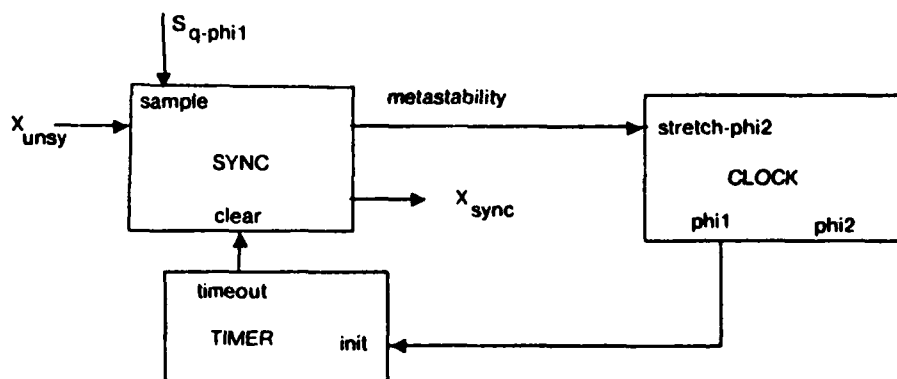 S q-phi1
sample
metastability
X unsy
stretch-phi2
SYNC
CLOCK
X sync
clear
phi1
phi2
timeout
TIMER
init